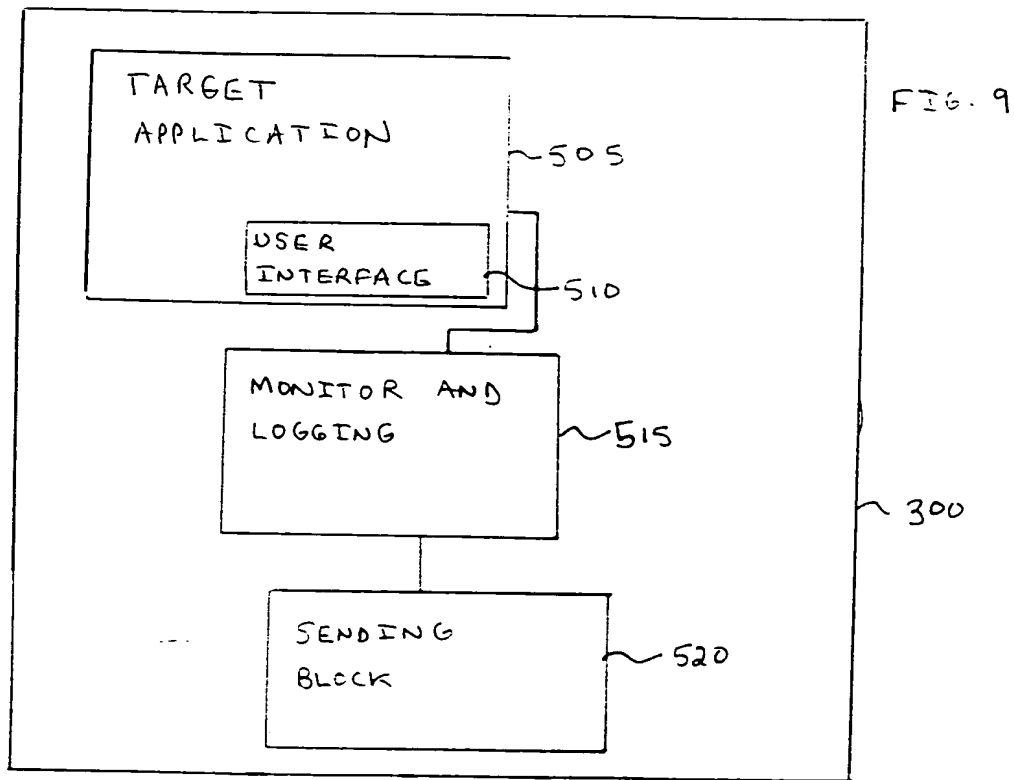 TARGET
APPLICATION
FIG. 9
505
USER
INTERFACE
510
MONITOR AND
LOGGING
515
300
SENDING
BLOCK
520